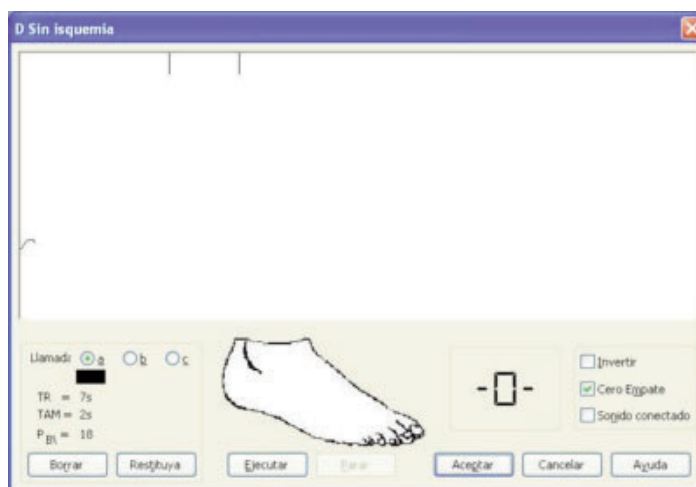 D Sin isquemia
Llamada a b c
TR = 7s
TAM = 2s
PBI = 18
-0-
Invertir
Cero Empate
Sonido conectado
Borrar Restituya Ejecutar Parar Aceptar Cancelar Ayuda